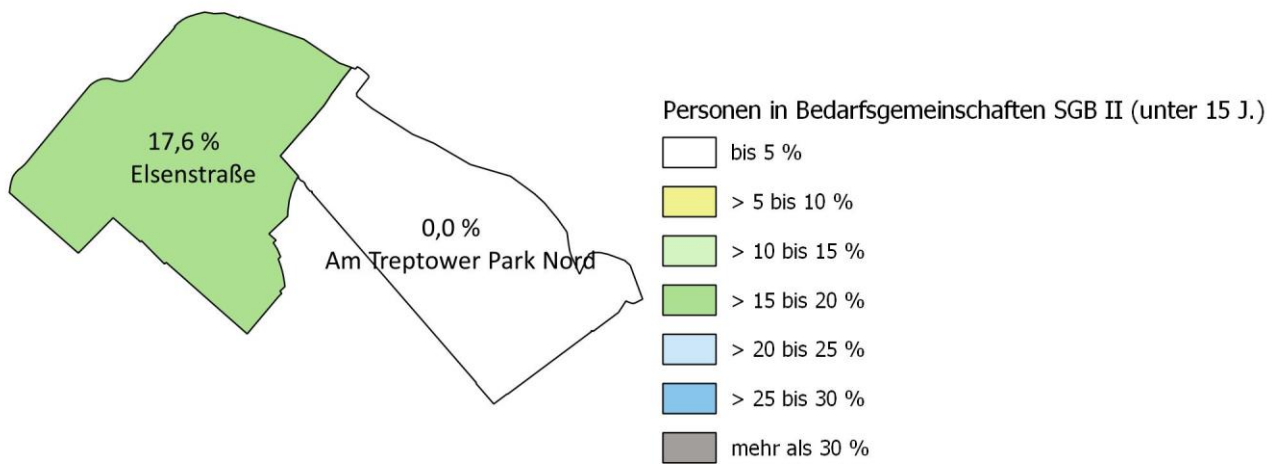 17,6 %
Elsenstraße
0,0 %
Am Treptower Park Nord
Personen in Bedarfsgemeinschaften SGB II (unter 15 J.)
bis 5 %
> 5 bis 10 %
> 10 bis 15 %
> 15 bis 20 %
> 20 bis 25 %
> 25 bis 30 %
mehr als 30 %